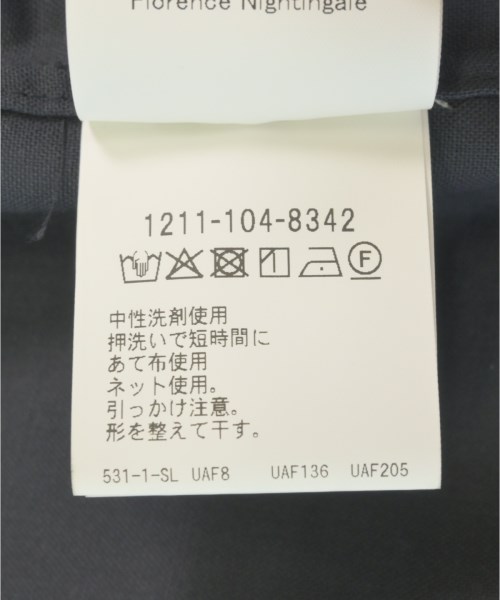 Florence Nightingale
1211-104-8342
F
中性洗剤使用
押洗いで短時間に
あて布使用
ネット使用。
引っかけ注意。
形を整えて干す。
531-1-SL UAF8 UAF136 UAF205